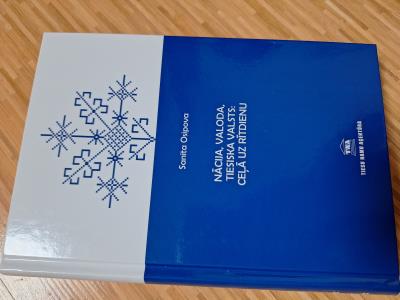 Sanita Osipova
NĀCIJA, VALODA,
TIESISKA VALSTS:
CEĻĀ UZ RĪTDIENU
TNA
TIESU NAMU AĢENTŪRA